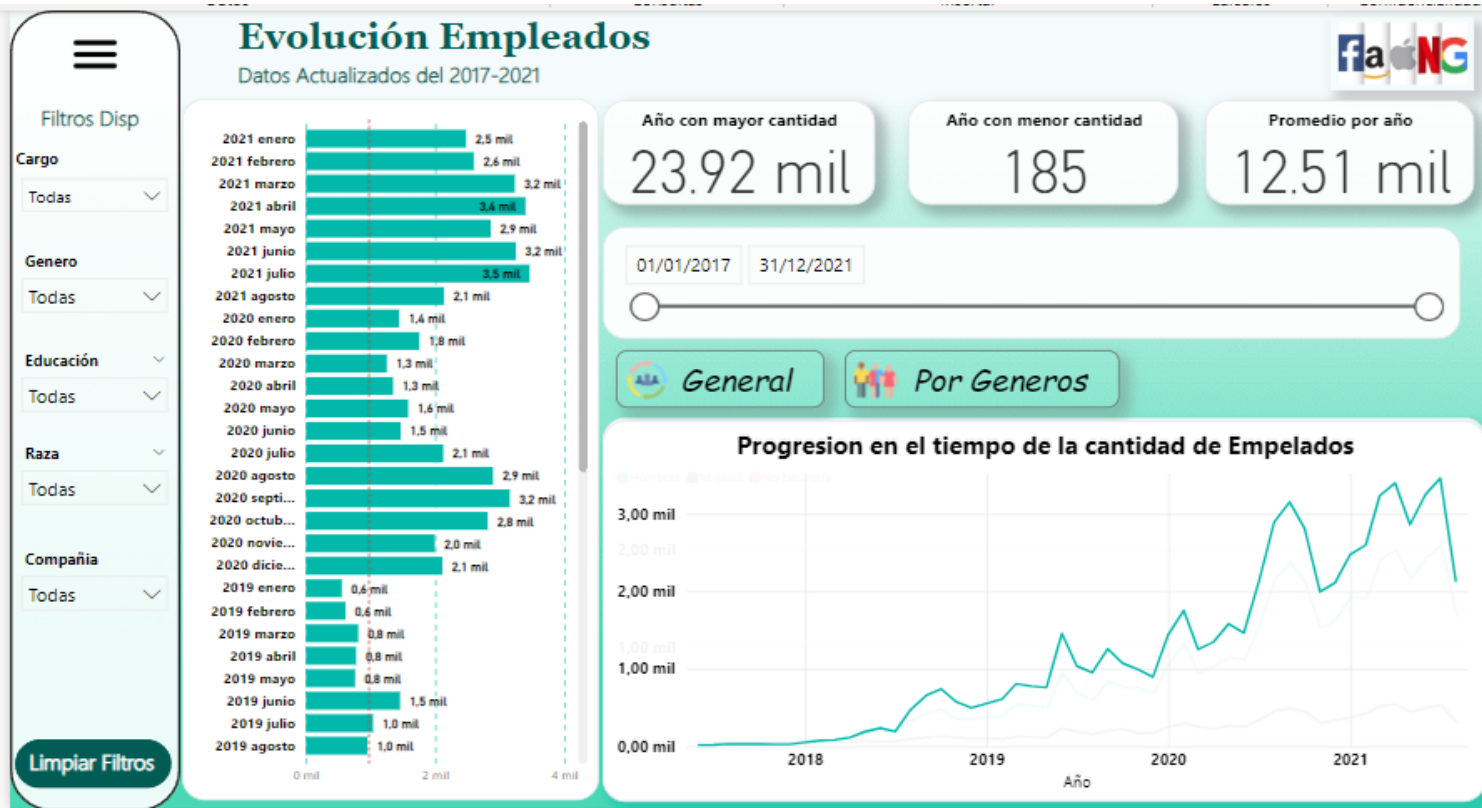 Evolución Empleados
Datos Actualizados del 2017-2021
faNG
Filtros Disp
Cargo
Todas
Genero
Todas
Educación
Todas
Raza
Todas
Compañia
Todas
Limpiar Filtros
2021 enero 2,5 mil
2021 febrero 2,6 mil
2021 marzo 3,2 mil
2021 abril 3,4 mil
2021 mayo 2,9 mil
2021 junio 3,2 mil
2021 julio 3,5 mil
2021 agosto 2,1 mil
2020 enero 1,4 mil
2020 febrero 1,8 mil
2020 marzo 1,3 mil
2020 abril 1,3 mil
2020 mayo 1,6 mil
2020 junio 1,5 mil
2020 julio 2,1 mil
2020 agosto 2,9 mil
2020 septi... 3,2 mil
2020 octub... 2,8 mil
2020 novie... 2,0 mil
2020 dicie... 2,1 mil
2019 enero 0,6 mil
2019 febrero 0,6 mil
2019 marzo 0,8 mil
2019 abril 0,8 mil
2019 mayo 0,8 mil
2019 junio 1,5 mil
2019 julio 1,0 mil
2019 agosto 1,0 mil
0 mil 2 mil 4 mil
Año con mayor cantidad
23.92 mil
Año con menor cantidad
185
Promedio por año
12.51 mil
01/01/2017 31/12/2021
General
Por Generos
Progresion en el tiempo de la cantidad de Empelados
3,00 mil
2,00 mil
2,00 mil
1,00 mil
1,00 mil
0,00 mil
2018 2019 2020 2021
Año